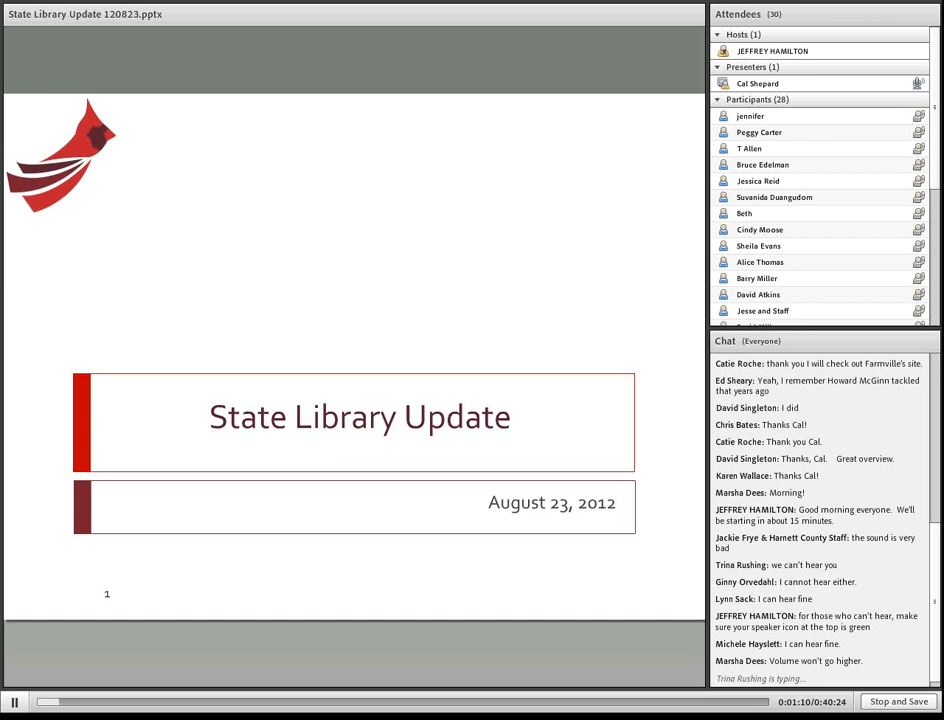 State Library Update 120823.pptx
State Library Update
August 23, 2012
1
Attendees (30)
Hosts (1)
JEFFREY HAMILTON
Presenters (1)
Cal Shepard
Participants (28)
jennifer
Peggy Carter
T Allen
Bruce Edelman
Jessica Reid
Suvanida Duangudom
Beth
Cindy Moose
Sheila Evans
Alice Thomas
Barry Miller
David Atkins
Jesse and Staff
Chat (Everyone)
Catie Roche: thank you I will check out Farmville's site.
Ed Sheary: Yeah, I remember Howard McGinn tackled
that years ago
David Singleton: I did
Chris Bates: Thanks Cal!
Catie Roche: Thank you Cal.
David Singleton: Thanks, Cal. Great overview.
Karen Wallace: Thanks Cal!
Marsha Dees: Morning!
JEFFREY HAMILTON: Good morning everyone. We'll
be starting in about 15 minutes.
Jackie Frye & Harnett County Staff: the sound is very
bad
Trina Rushing: we can't hear you
Ginny Orvedahl: I cannot hear either.
Lynn Sack: I can hear fine
JEFFREY HAMILTON: for those who can't hear, make
sure your speaker icon at the top is green
Michele Hayslett: I can hear fine.
Marsha Dees: Volume won't go higher.
Trina Rushing is typing...
0:01:10/0:40:24
Stop and Save